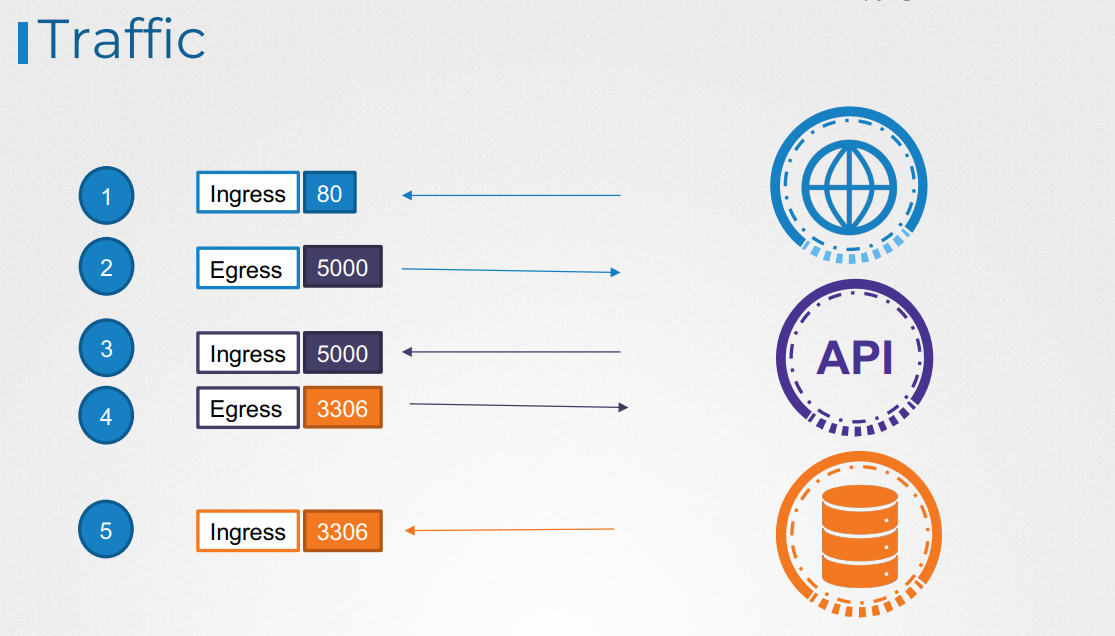 Traffic
1 Ingress 80
2 Egress 5000
3 Ingress 5000
API
4 Egress 3306
5 Ingress 3306